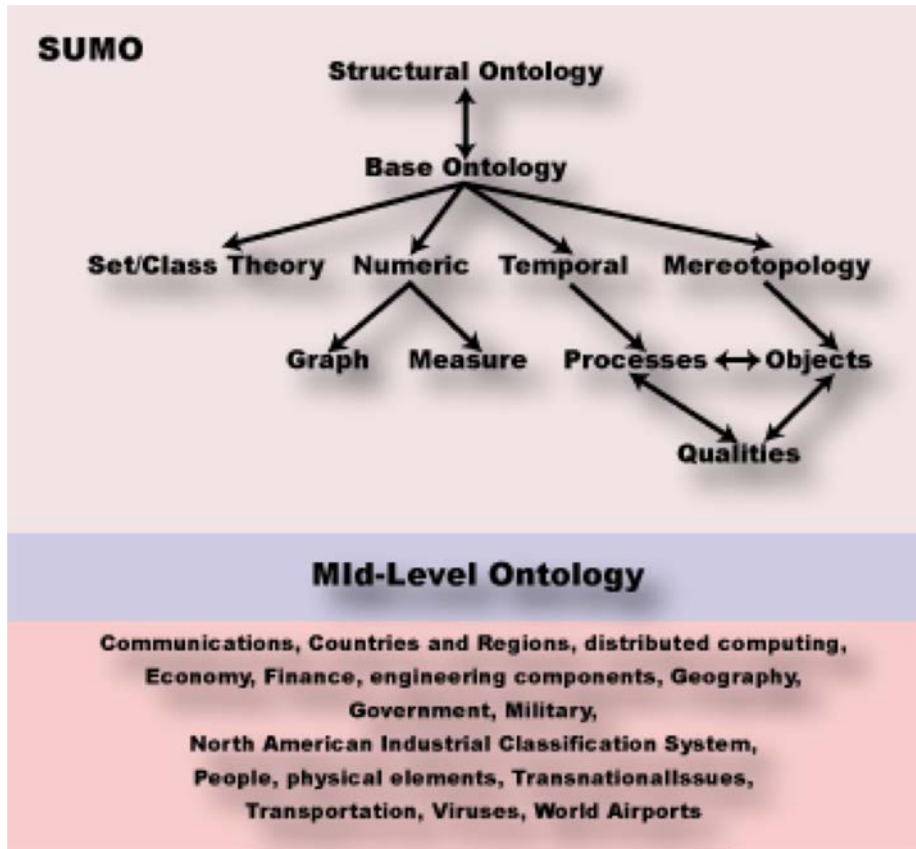 SUMO
Structural Ontology
Base Ontology
Set/Class Theory Numeric Temporal Mereotopology
Graph Measure Processes Objects
Qualities
MId-Level Ontology
Communications, Countries and Regions, distributed computing,
Economy, Finance, engineering components, Geography,
Government, Military,
North American Industrial Classification System,
People, physical elements, TransnationalIssues,
Transportation, Viruses, World Airports